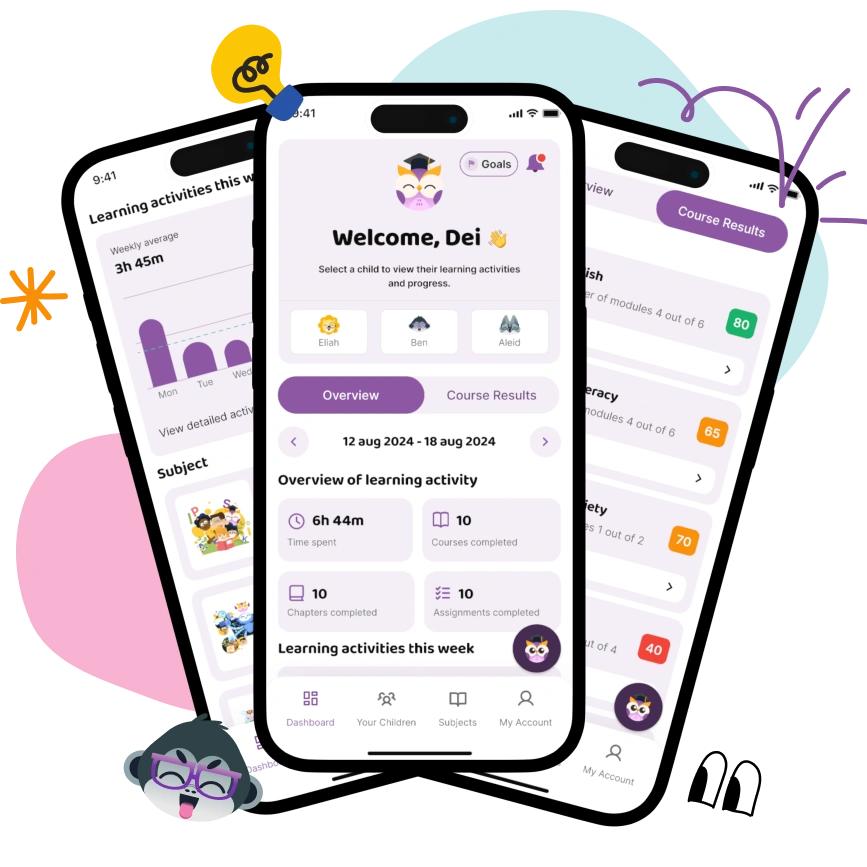 9:41
Learning activities this w
Weekly average
3h 45m
Mon
Tue
Wed
View detailed activ
Subject
Dashbo
9:41
Goals
Welcome, Dei 👋
Select a child to view their learning activities
and progress.
Eliah
Ben
Aleid
Overview
Course Results
12 aug 2024 - 18 aug 2024
Overview of learning activity
6h 44m
Time spent
10
Courses completed
10
Chapters completed
10
Assignments completed
Learning activities this week
Dashboard
Your Children
Subjects
My Account
view
Course Results
ish
er of modules 4 out of 6
80
eracy
modules 4 out of 6
65
iety
es 1 out of 2
70
ut of 4
40
My Account